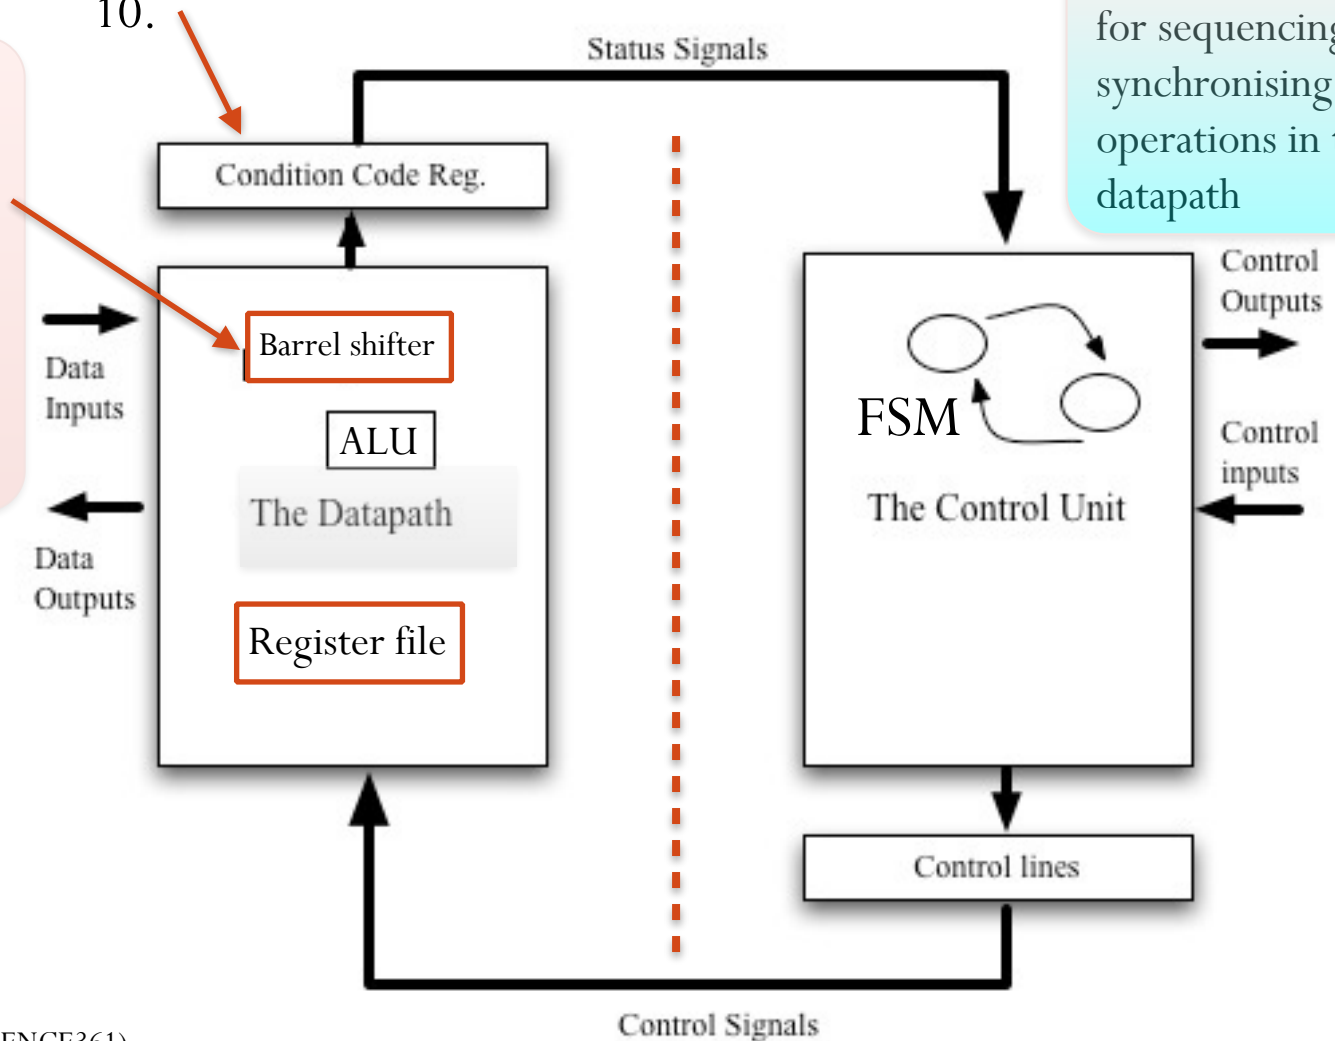 10.
for sequencing
synchronising
operations in
datapath
Status Signals
Condition Code Reg.
Control
Outputs
Barrel shifter
Data
Inputs
ALU
FSM
Control
inputs
The Datapath
The Control Unit
Data
Outputs
Register file
Control lines
Control Signals
ENCE361)